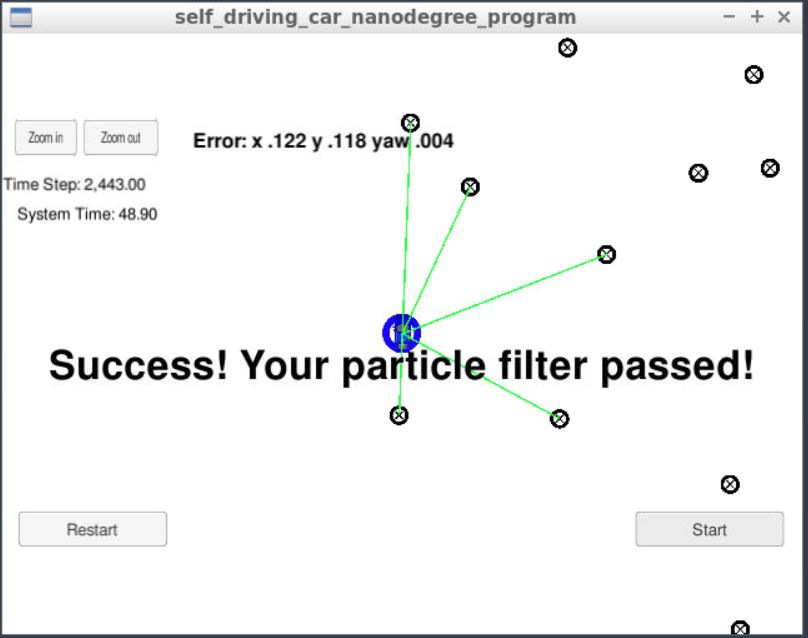 self_driving_car_nanodegree_program
Zoom in Zoom out
Error: x .122 y .118 yaw .004
Time Step: 2,443.00
System Time: 48.90
Success! Your particle filter passed!
Restart
Start